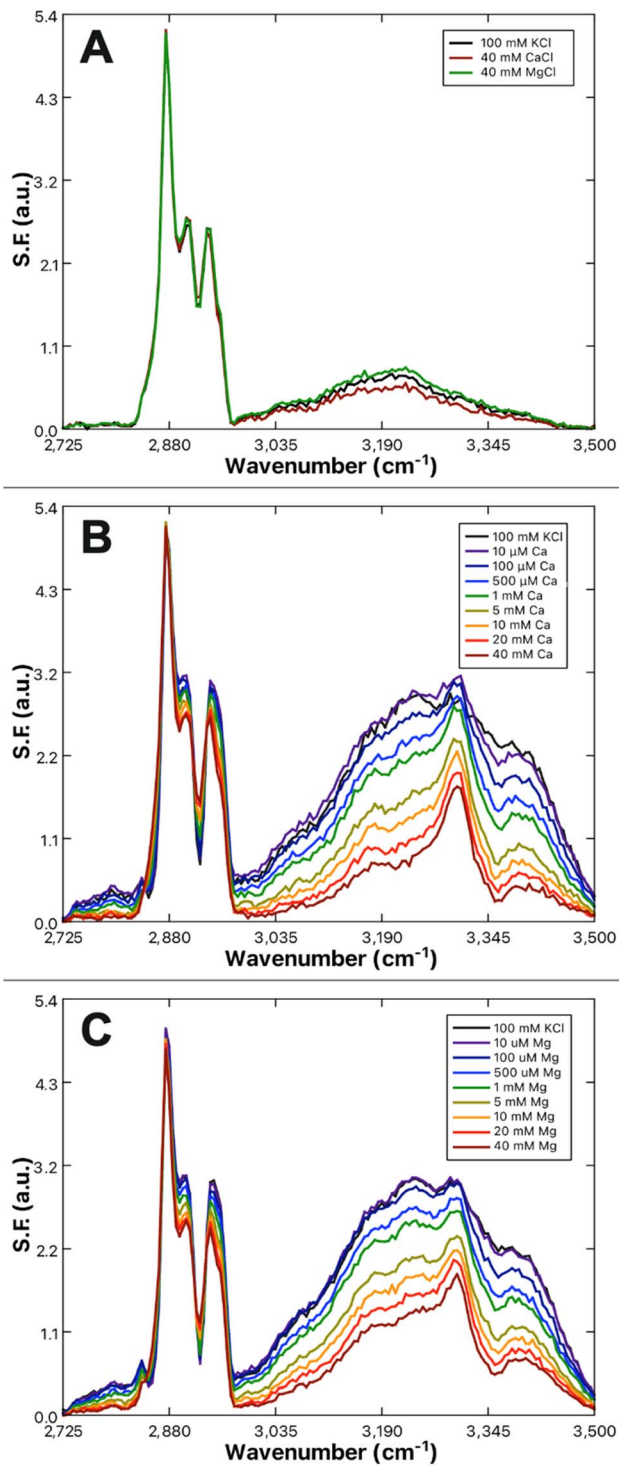 A
5.4
4.3
3.2
2.1
1.1
0.0
S.F. (a.u.)
100 mM KCl
40 mM CaCl
40 mM MgCl
2,725 2,880 3,035 3,190 3,345 3,500
Wavenumber (cm⁻¹)
B
5.4
4.3
3.2
2.2
1.1
0.0
S.F. (a.u.)
100 mM KCl
10 µM Ca
100 µM Ca
500 µM Ca
1 mM Ca
5 mM Ca
10 mM Ca
20 mM Ca
40 mM Ca
2,725 2,880 3,035 3,190 3,345 3,500
Wavenumber (cm⁻¹)
C
5.4
4.3
3.2
2.2
1.1
0.0
S.F. (a.u.)
100 mM KCl
10 uM Mg
100 uM Mg
500 uM Mg
1 mM Mg
5 mM Mg
10 mM Mg
20 mM Mg
40 mM Mg
2,725 2,880 3,035 3,190 3,345 3,500
Wavenumber (cm⁻¹)